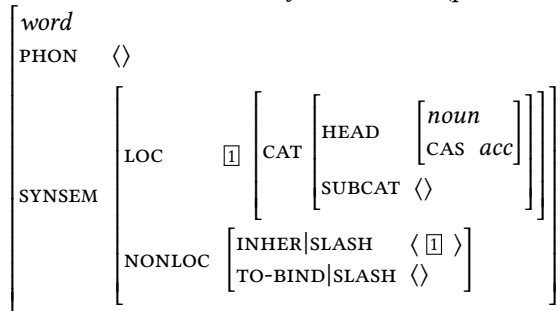 word
PHON ⟨⟩
SYNSEM
LOC 1 CAT HEAD noun
CAS acc
SUBCAT ⟨⟩
NONLOC INHER|SLASH ⟨ 1 ⟩
TO-BIND|SLASH ⟨⟩